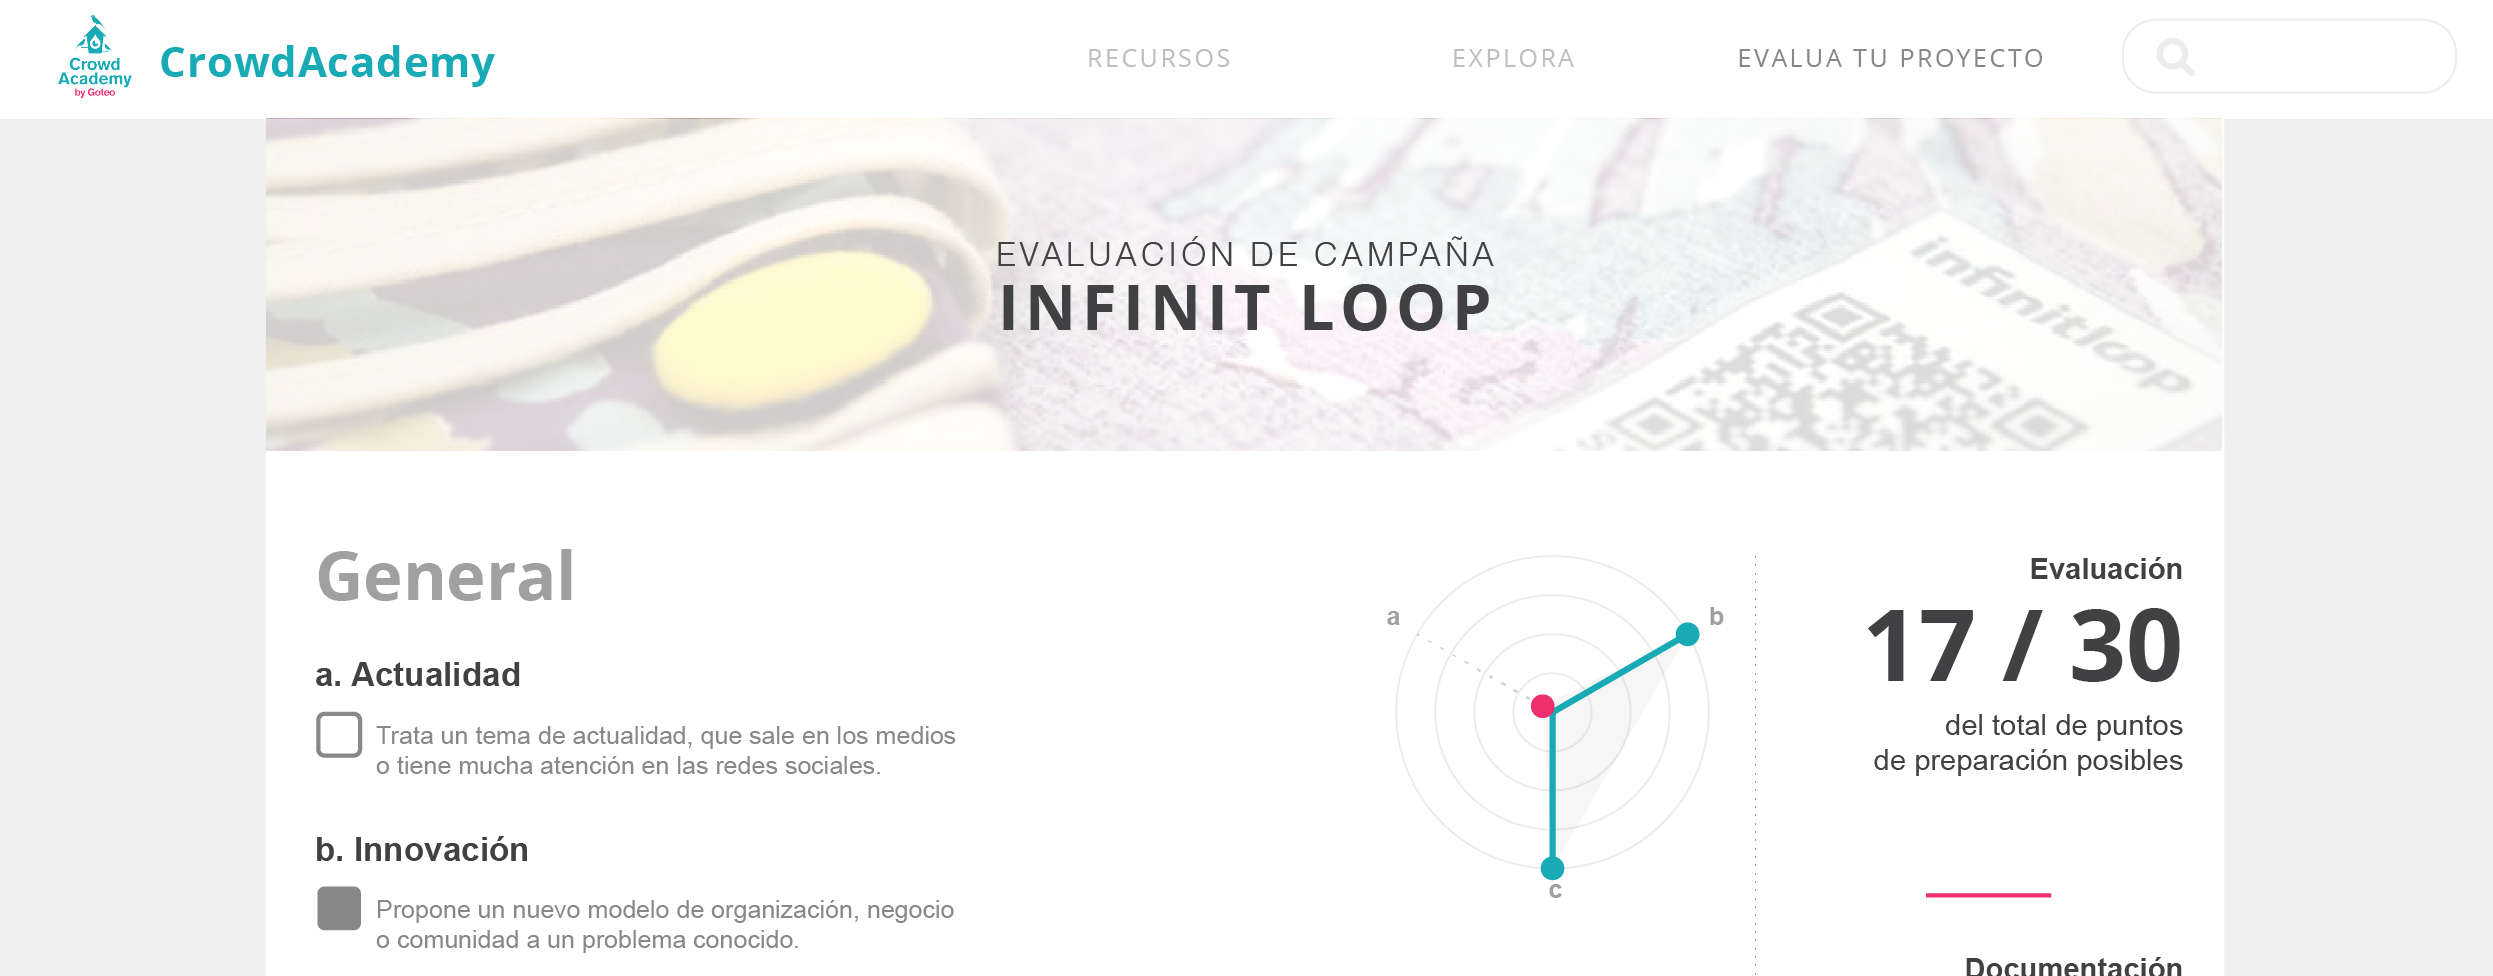 Crowd
Academy
by Goteo
CrowdAcademy
RECURSOS
EXPLORA
EVALUA TU PROYECTO
EVALUACIÓN DE CAMPAÑA
INFINIT LOOP
infinitloop
General
a. Actualidad
Trata un tema de actualidad, que sale en los medios
o tiene mucha atención en las redes sociales.
b. Innovación
Propone un nuevo modelo de organización, negocio
o comunidad a un problema conocido.
a
b
c
Evaluación
17 / 30
del total de puntos
de preparación posibles
Documentación